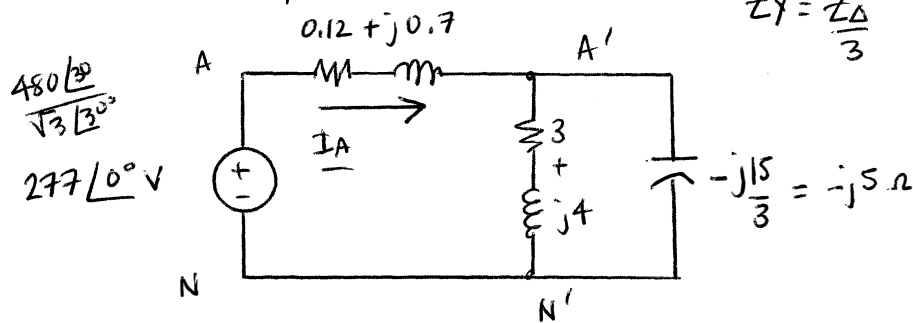 ZY = ZΔ
3
0.12 + j0.7
A
A'
480∠30
√3∠30°
277∠0° V
+
-
IA
3
+
j4
-j15
3
= -j5 Ω
N
N'